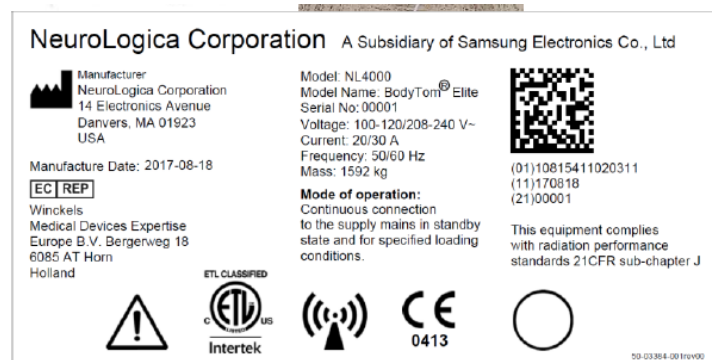 NeuroLogica Corporation A Subsidiary of Samsung Electronics Co., Ltd
Manufacturer
NeuroLogica Corporation
14 Electronics Avenue
Danvers, MA 01923
USA
Manufacture Date: 2017-08-18
EC REP
Winckels
Medical Devices Expertise
Europe B.V. Bergerweg 18
6085 AT Horn
Holland
Model: NL4000
Model Name: BodyTom® Elite
Serial No: 00001
Voltage: 100-120/208-240 V~
Current: 20/30 A
Frequency: 50/60 Hz
Mass: 1592 kg
Mode of operation:
Continuous connection
to the supply mains in standby
state and for specified loading
conditions.
(01)10815411020311
(11)170818
(21)00001
This equipment complies
with radiation performance
standards 21CFR sub-chapter J
ETL CLASSIFIED
C ETL US
Intertek
CE
0413
50-03384-001rev00